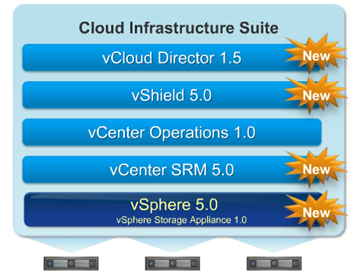 Cloud Infrastructure Suite
vCloud Director 1.5
New
vShield 5.0
New
vCenter Operations 1.0
vCenter SRM 5.0
New
vSphere 5.0
vSphere Storage Appliance 1.0
New